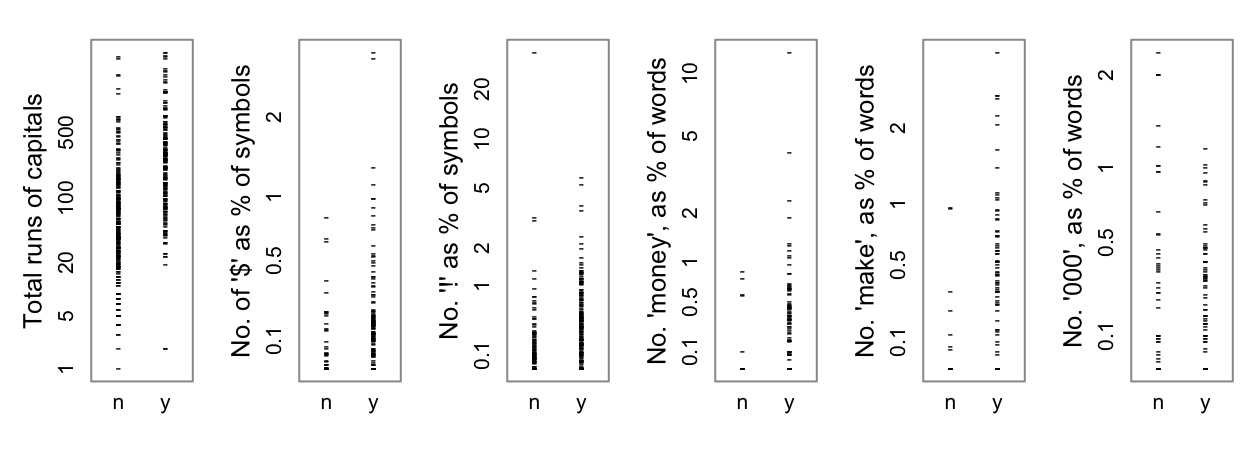 Total runs of capitals
500
100
20
5
1
n y
No. of '$' as % of symbols
2
1
0.5
0.1
n y
No. '!' as % of symbols
20
10
5
2
1
0.1
n y
No. 'money', as % of words
10
5
2
1
0.5
0.1
n y
No. 'make', as % of words
2
1
0.5
0.1
n y
No. '000', as % of words
2
1
0.5
0.1
n y